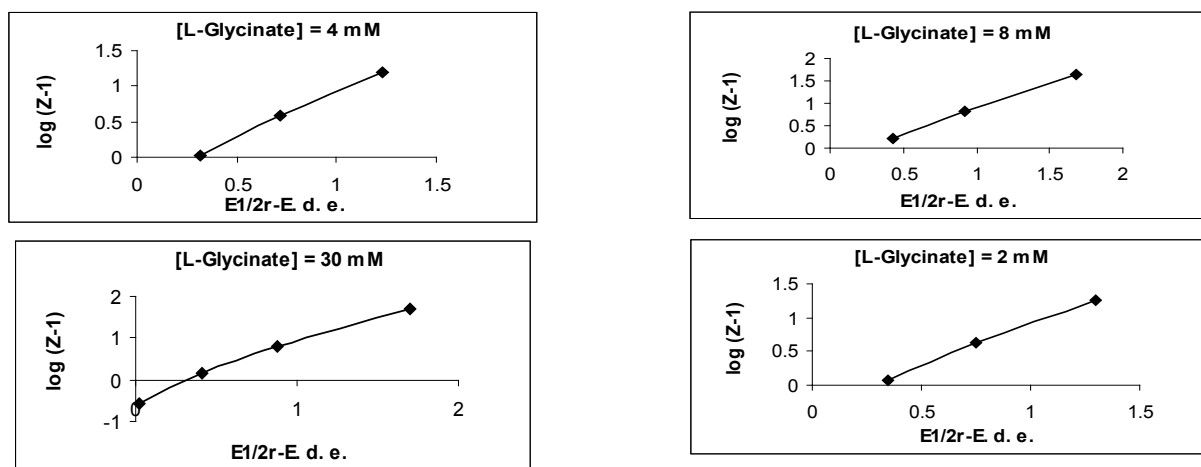 [L-Glycinate] = 4 mM
1.5
1
0.5
0
0 0.5 1 1.5
log (Z-1)
E1/2r-E. d. e.
[L-Glycinate] = 8 mM
2
1.5
1
0.5
0
0 0.5 1 1.5 2
log (Z-1)
E1/2r-E. d. e.
[L-Glycinate] = 30 mM
2
1
0
-1
0 1 2
log (Z-1)
E1/2r-E. d. e.
[L-Glycinate] = 2 mM
1.5
1
0.5
0
0 0.5 1 1.5
log (Z-1)
E1/2r-E. d. e.